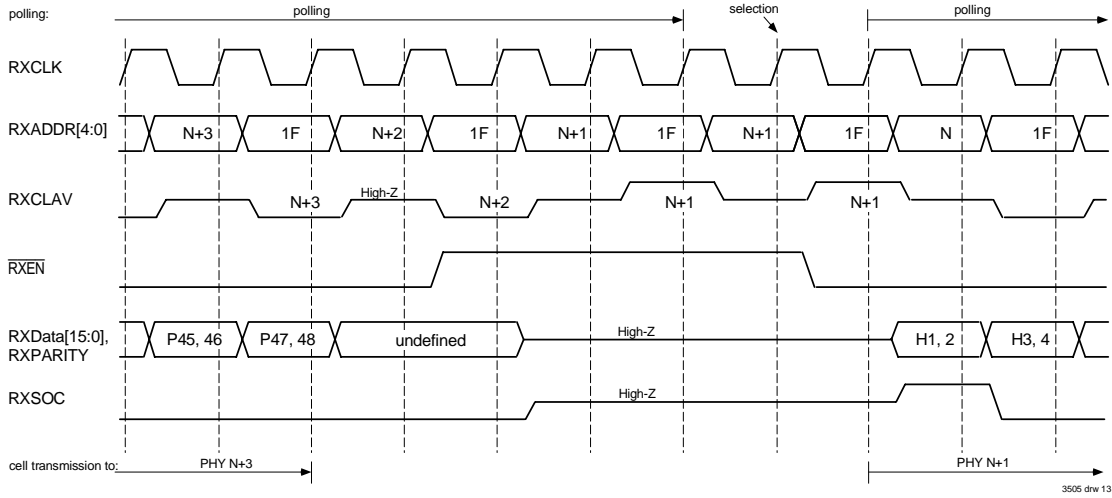 polling: polling selection polling
RXCLK
RXADDR[4:0] N+3 1F N+2 1F N+1 1F N+1 1F N 1F
RXCLAV N+3 High-Z N+2 N+1 N+1
RXEN
RXData[15:0], RXPARITY P45, 46 P47, 48 undefined High-Z H1, 2 H3, 4
RXSOC High-Z
cell transmission to: PHY N+3 PHY N+1
3505 drw 13